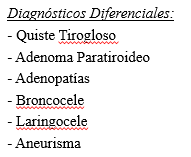 Diagnósticos Diferenciales:
- Quiste Tirogloso
- Adenoma Paratiroideo
- Adenopatías
- Broncocele
- Laringocele
- Aneurisma